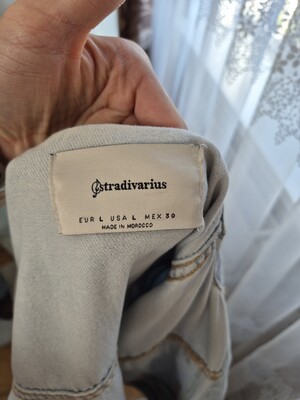 stradivarius
EUR L USA L MEX 30
MADE IN MOROCCO